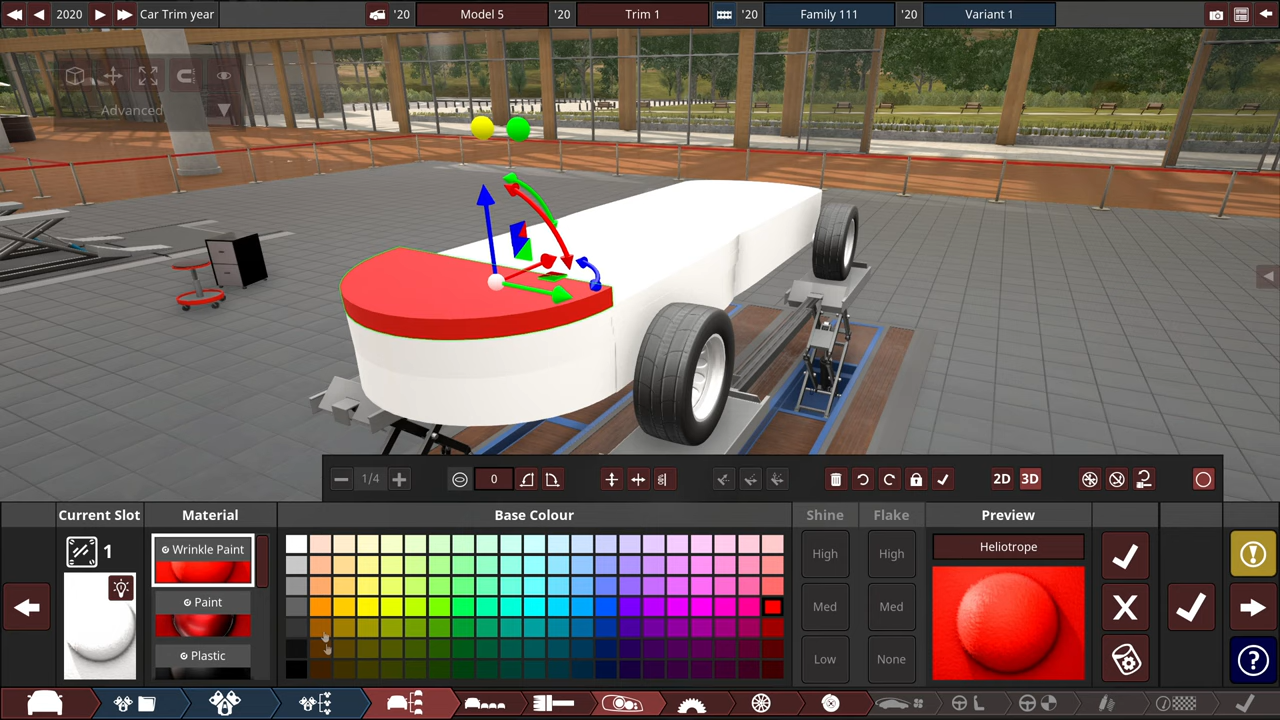 2020 Car Trim year '20 Model 5 '20 Trim 1 '20 Family 111 '20 Variant 1
Advanced
1/4 0 2D 3D
Current Slot Material Base Colour Shine Flake Preview
1
Wrkinkle Paint
Paint
Plastic
High High
Med Med
Low None
Heliotrope